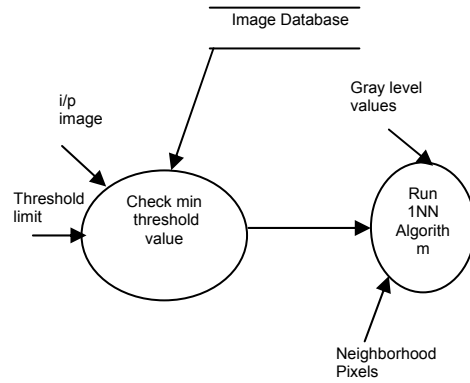 Image Database
i/p
image
Gray level
values
Threshold
limit
Check min
threshold
value
Run
1NN
Algorith
m
Neighborhood
Pixels